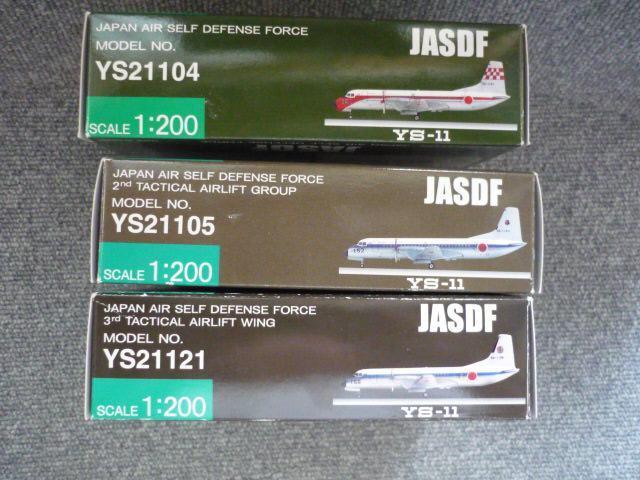 JAPAN AIR SELF DEFENSE FORCE
MODEL NO.
YS21104
SCALE 1:200
JASDF
YS-11
JASDF
JAPAN AIR SELF DEFENSE FORCE
2nd TACTICAL AIRLIFT GROUP
MODEL NO.
YS21105
SCALE 1:200
JASDF
152
YS-11
JAPAN AIR SELF DEFENSE FORCE
3rd TACTICAL AIRLIFT WING
MODEL NO.
YS21121
SCALE 1:200
JASDF
YS-11